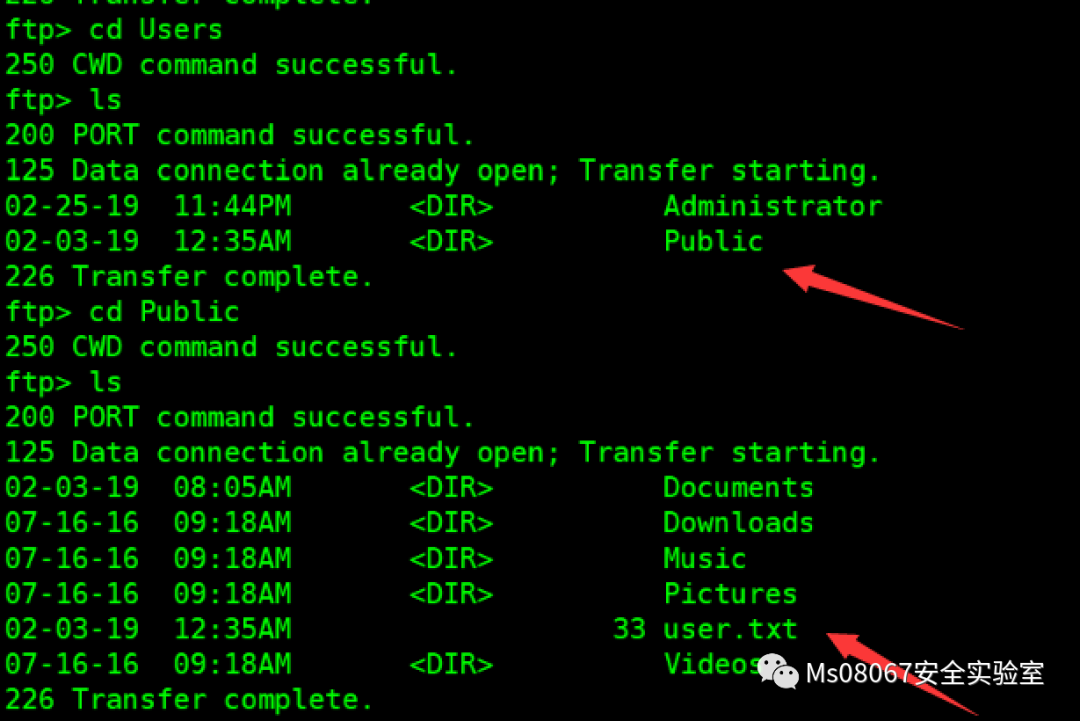 226 Transfer complete.
ftp> cd Users
250 CWD command successful.
ftp> ls
200 PORT command successful.
125 Data connection already open; Transfer starting.
02-25-19  11:44PM       <DIR>          Administrator
02-03-19  12:35AM       <DIR>          Public
226 Transfer complete.
ftp> cd Public
250 CWD command successful.
ftp> ls
200 PORT command successful.
125 Data connection already open; Transfer starting.
02-03-19  08:05AM       <DIR>          Documents
07-16-16  09:18AM       <DIR>          Downloads
07-16-16  09:18AM       <DIR>          Music
07-16-16  09:18AM       <DIR>          Pictures
02-03-19  12:35AM                   33 user.txt
07-16-16  09:18AM       <DIR>          Videos
Ms08067安全实验室
226 Transfer complete.